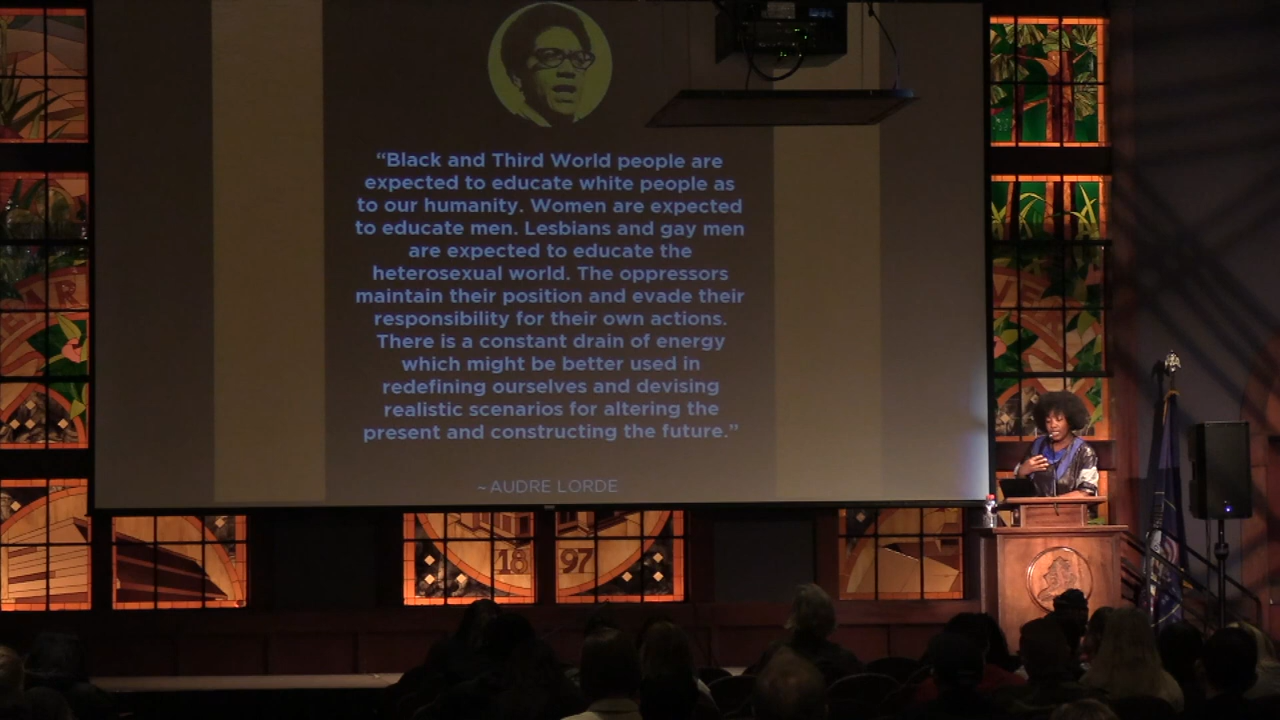 “Black and Third World people are
expected to educate white people as
to our humanity. Women are expected
to educate men. Lesbians and gay men
are expected to educate the
heterosexual world. The oppressors
maintain their position and evade their
responsibility for their own actions.
There is a constant drain of energy
which might be better used in
redefining ourselves and devising
realistic scenarios for altering the
present and constructing the future.”
~ AUDRE LORDE
18 97